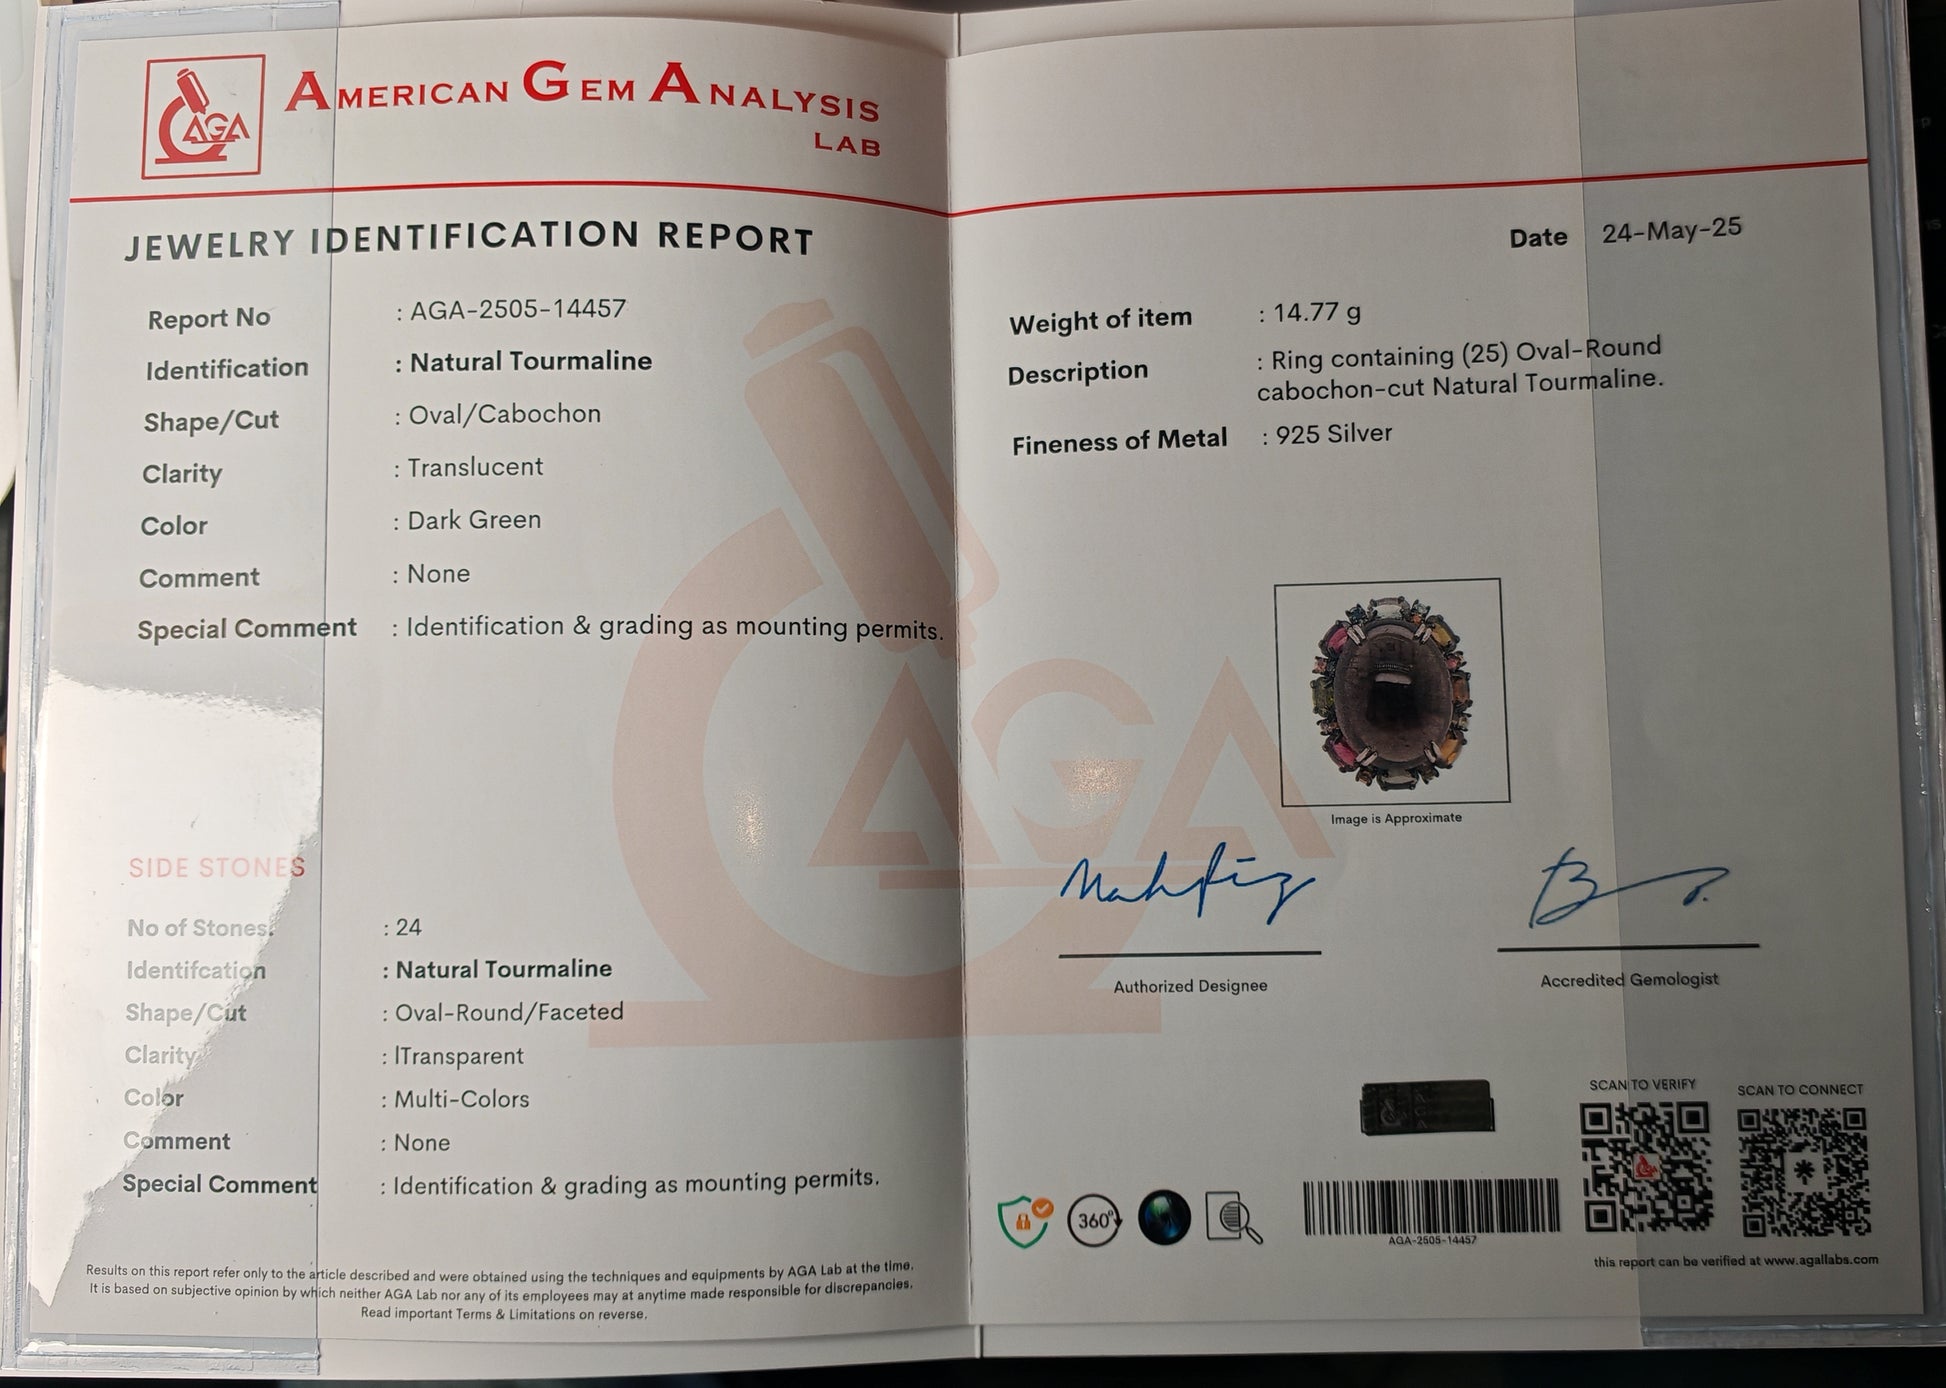 AGA
AMERICAN GEM ANALYSIS
LAB
JEWELRY IDENTIFICATION REPORT
Report No : AGA-2505-14457
Identification : Natural Tourmaline
Shape/Cut : Oval/Cabochon
Clarity : Translucent
Color : Dark Green
Comment : None
Special Comment : Identification & grading as mounting permits.
SIDE STONES
No of Stones. : 24
Identifcation : Natural Tourmaline
Shape/Cut : Oval-Round/Faceted
Clarity : lTransparent
Color : Multi-Colors
Comment : None
Special Comment : Identification & grading as mounting permits.
Results on this report refer only to the article described and were obtained using the techniques and equipments by AGA Lab at the time.
It is based on subjective opinion by which neither AGA Lab nor any of its employees may at anytime made responsible for discrepancies.
Read important Terms & Limitations on reverse.
AGA
Date 24-May-25
Weight of item : 14.77 g
Description : Ring containing (25) Oval-Round
cabochon-cut Natural Tourmaline.
Fineness of Metal : 925 Silver
Image is Approximate
Authorized Designee
Accredited Gemologist
SCAN TO VERIFY
SCAN TO CONNECT
360°
AGA-2505-14457
this report can be verified at www.agallabs.com